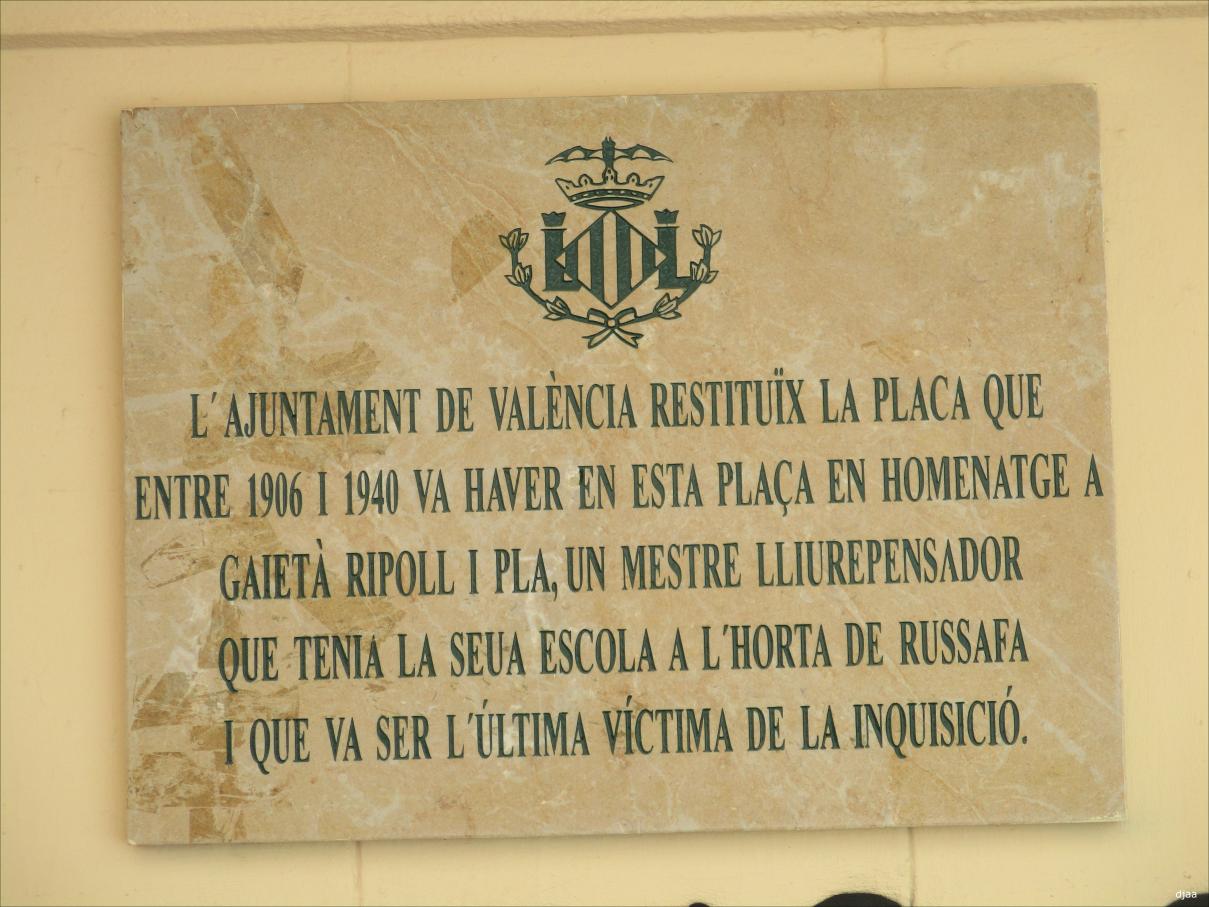 L L
L´AJUNTAMENT DE VALÈNCIA RESTITUÏX LA PLACA QUE
ENTRE 1906 I 1940 VA HAVER EN ESTA PLAÇA EN HOMENATGE A
GAIETÀ RIPOLL I PLA, UN MESTRE LLIUREPENSADOR
QUE TENIA LA SEUA ESCOLA A L´HORTA DE RUSSAFA
I QUE VA SER L´ÚLTIMA VÍCTIMA DE LA INQUISICIÓ.
djaa